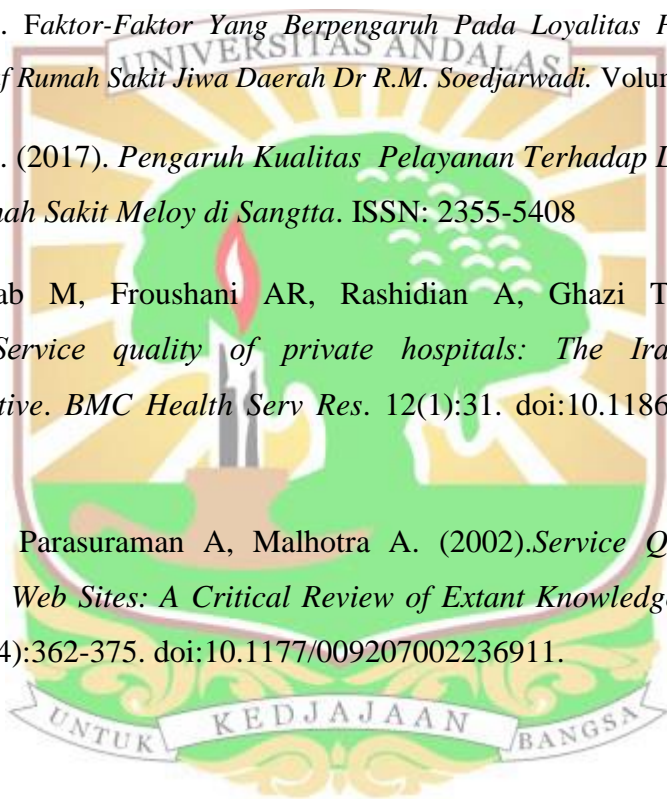 . Faktor-Faktor Yang Berpengaruh Pada Loyalitas P
UNIVERSITAS ANDALAS
f Rumah Sakit Jiwa Daerah Dr R.M. Soedjarwadi. Volum
. (2017). Pengaruh Kualitas Pelayanan Terhadap L
ah Sakit Meloy di Sangtta. ISSN: 2355-5408
ab M, Froushani AR, Rashidian A, Ghazi T
Service quality of private hospitals: The Ira
tive. BMC Health Serv Res. 12(1):31. doi:10.1186
Parasuraman A, Malhotra A. (2002).Service Q
Web Sites: A Critical Review of Extant Knowledg
4):362-375. doi:10.1177/009207002236911.
UNTUK KEDJAJAAN BANGSA